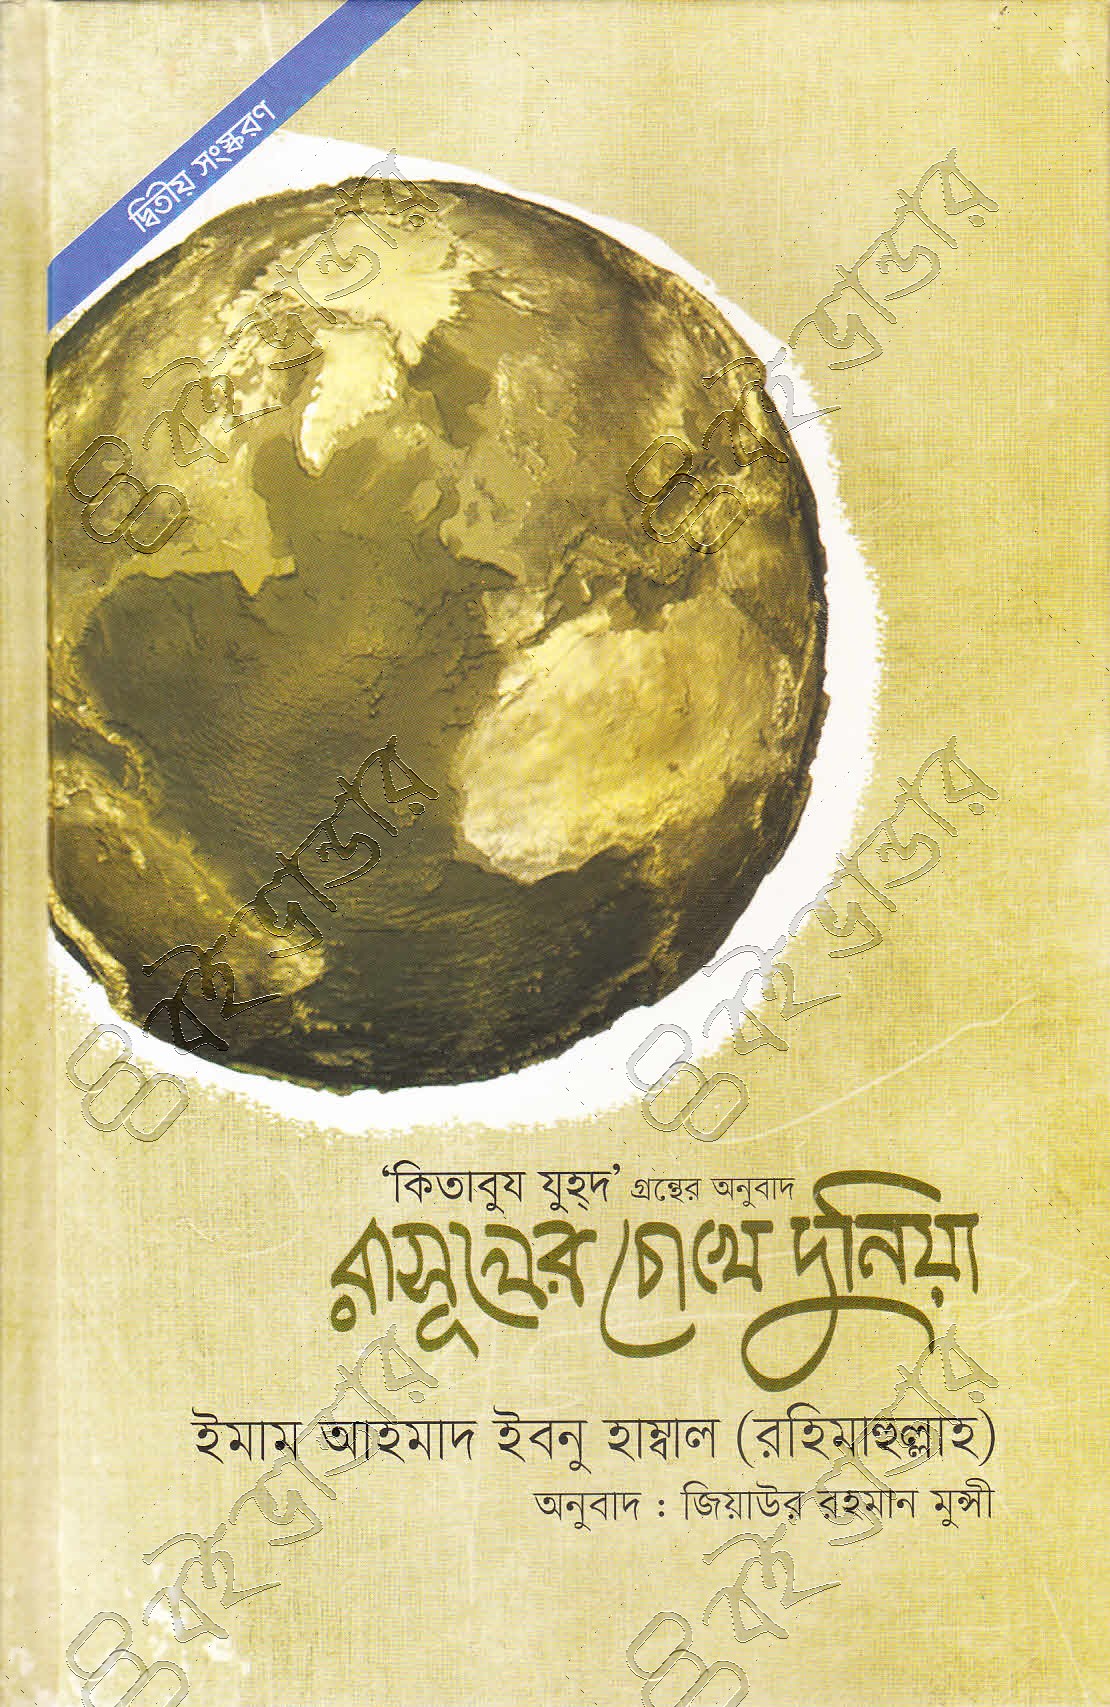 দ্বিতীয় সংস্করণ
‘কিতাবুয যুহ্‌দ’ গ্রন্থের অনুবাদ
রাসূলের চোখে দুনিয়া
ইমাম আহমাদ ইবনু হাম্বাল (রহিমাহুল্লাহ)
অনুবাদ : জিয়াউর রহমান মুন্সী